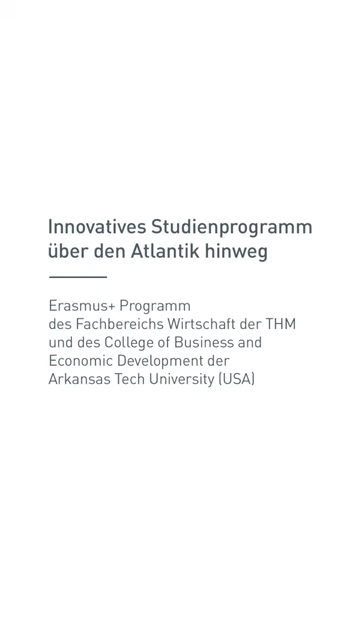 Innovatives Studienprogramm
über den Atlantik hinweg
Erasmus+ Programm
des Fachbereichs Wirtschaft der THM
und des College of Business and
Economic Development der
Arkansas Tech University (USA)